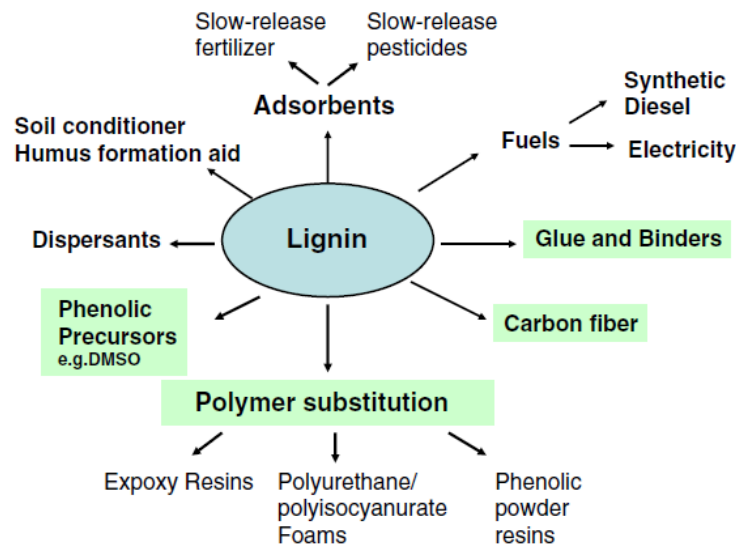 Slow-release
fertilizer
Slow-release
pesticides
Adsorbents
Synthetic
Diesel
Fuels
Electricity
Soil conditioner
Humus formation aid
Dispersants
Lignin
Glue and Binders
Phenolic
Precursors
e.g.DMSO
Carbon fiber
Polymer substitution
Expoxy Resins
Polyurethane/
polyisocyanurate
Foams
Phenolic
powder
resins